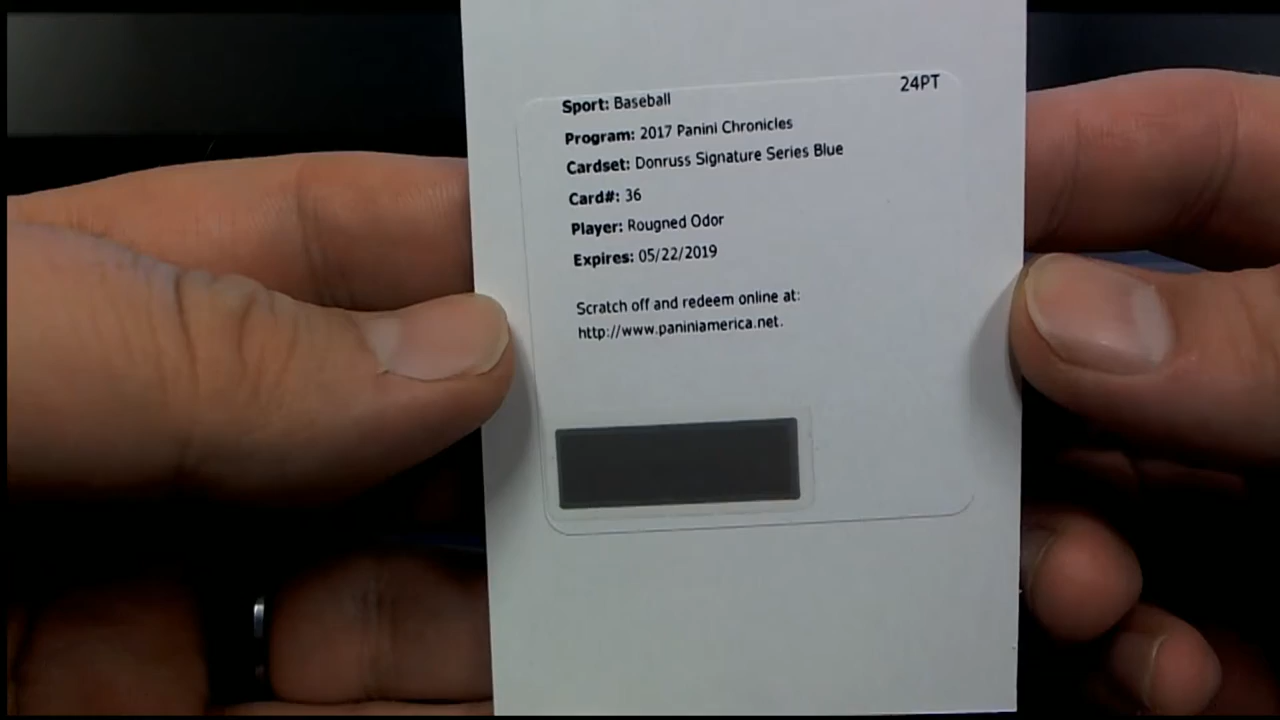 24PT
Sport: Baseball
Program: 2017 Panini Chronicles
Cardset: Donruss Signature Series Blue
Card#: 36
Player: Rougned Odor
Expires: 05/22/2019
Scratch off and redeem online at:
http://www.paniniamerica.net.